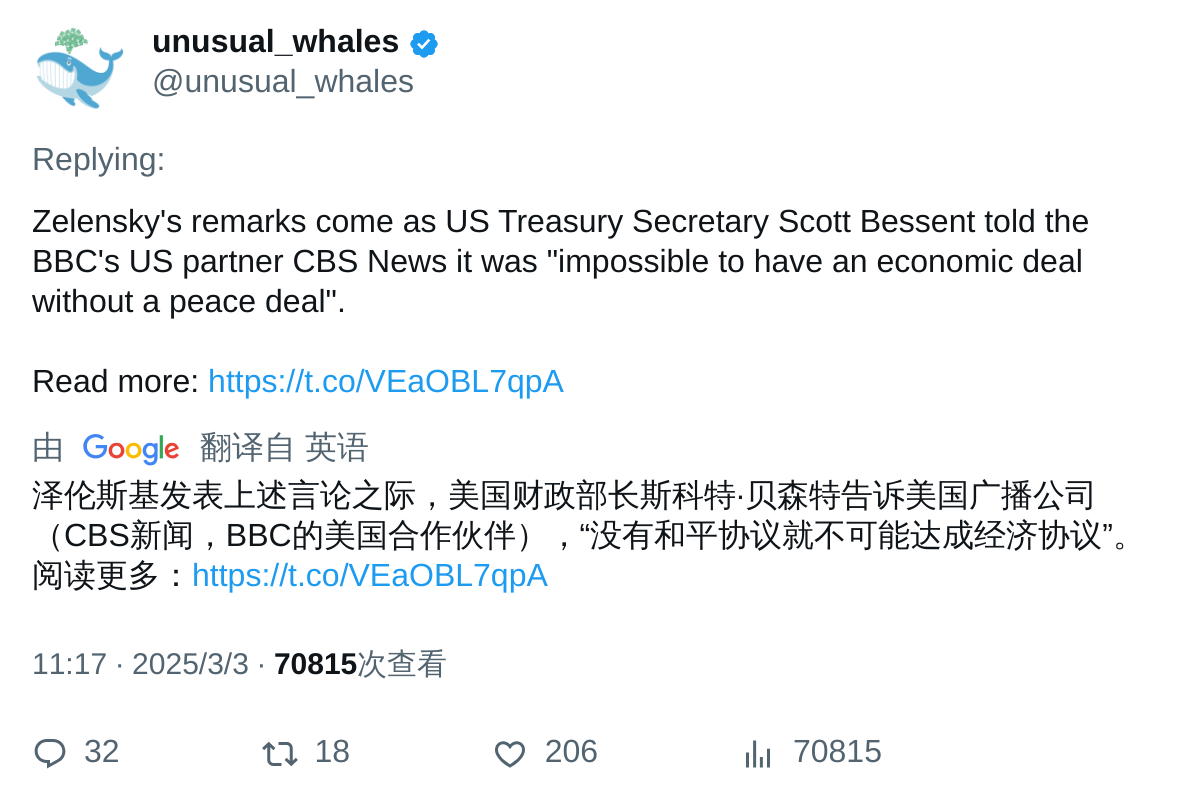 unusual_whales
@unusual_whales
Replying:
Zelensky's remarks come as US Treasury Secretary Scott Bessent told the
BBC's US partner CBS News it was "impossible to have an economic deal
without a peace deal".
Read more: https://t.co/VEaOBL7qpA
由 Google 翻译自 英语
泽伦斯基发表上述言论之际，美国财政部长斯科特·贝森特告诉美国广播公司
（CBS新闻，BBC的美国合作伙伴），“没有和平协议就不可能达成经济协议”。
阅读更多：https://t.co/VEaOBL7qpA
11:17 · 2025/3/3 · 70815次查看
32 18 206 70815